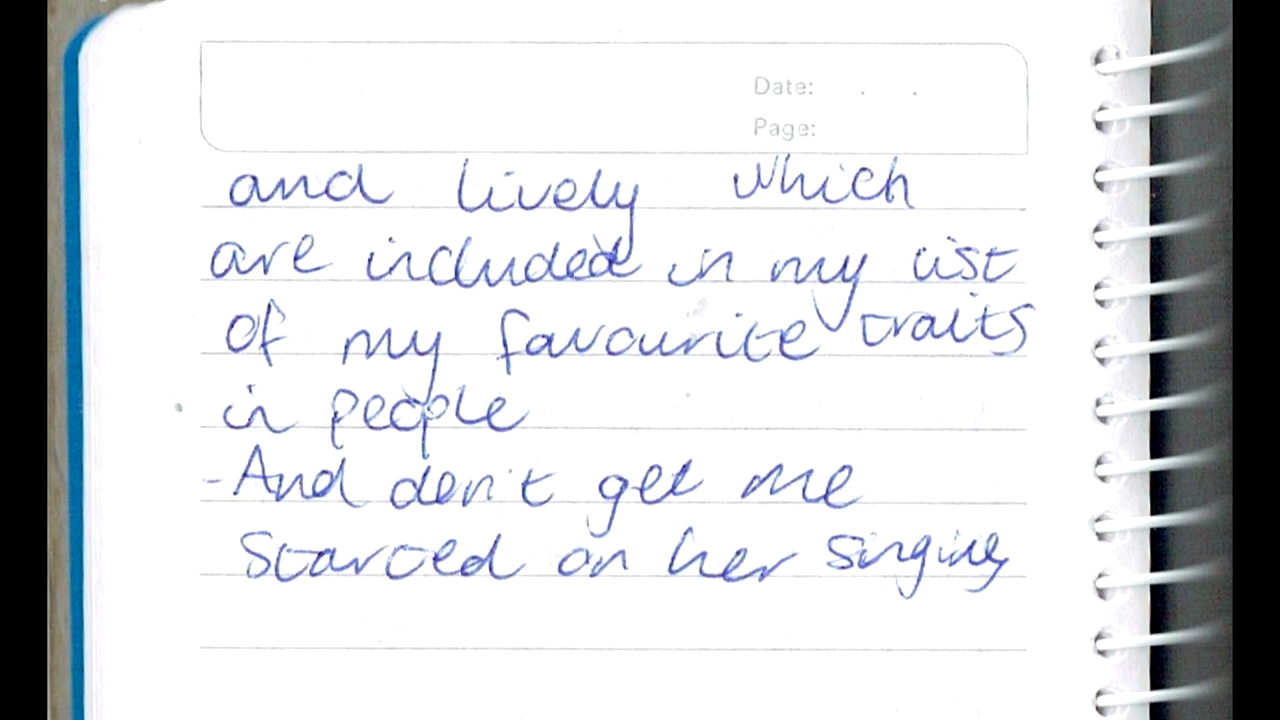 Date: . .
Page:
and lively which
are included in my list
of my favourite traits
in people
-And don't get me
started on her singing